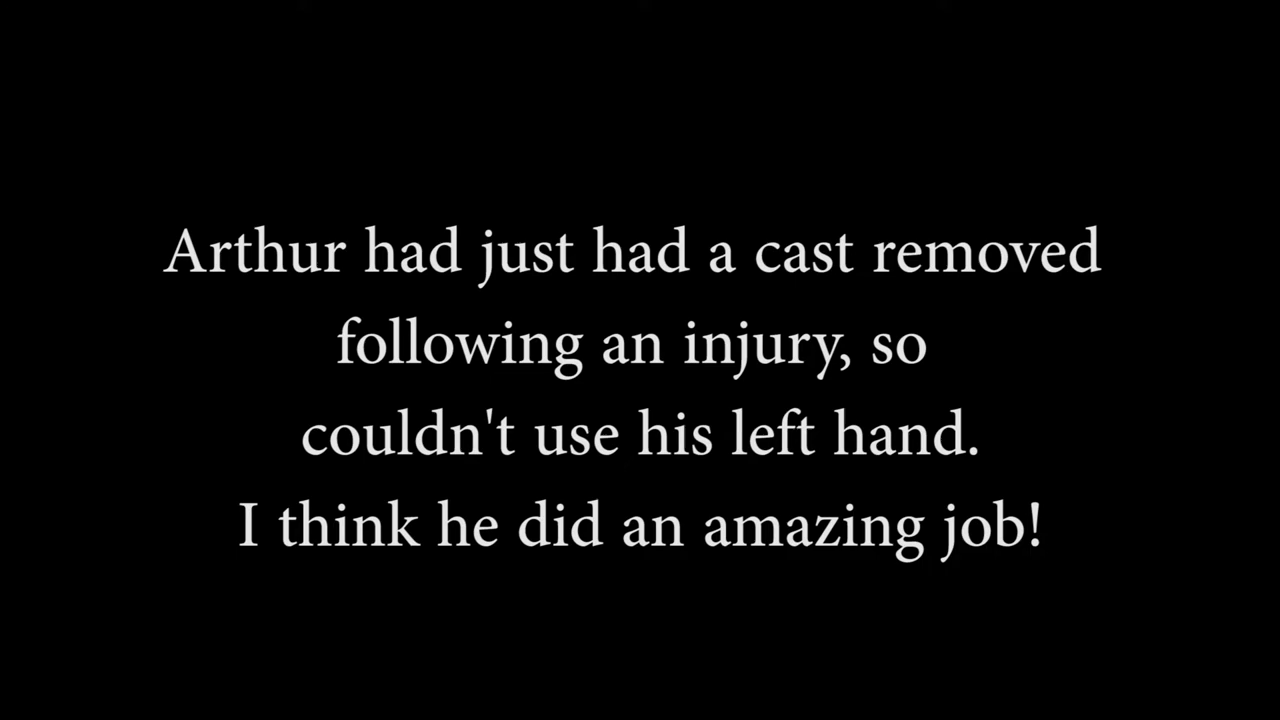 Arthur had just had a cast removed
following an injury, so
couldn't use his left hand.
I think he did an amazing job!